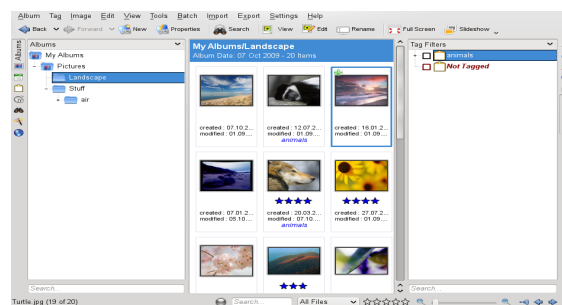 Album Tag Image Edit View Tools Batch Import Export Settings Help
Back Forward New Properties Search View Edit Rename Full Screen Slideshow
Albums
Albums
My Albums
Pictures
Landscape
Stuff
air
Search...
My Albums/Landscape
Album Date: 07 Oct 2009 - 20 Items
created : 07.10.2... created : 12.07.2... created : 16.01.2...
modified : 01.09.... modified : 01.09.... modified : 01.09....
animals
created : 07.01.2... created : 20.03.2... created : 27.07.2...
modified : 05.10.... modified : 07.10.... modified : 01.09....
animals
Tag Filters
animals
Not Tagged
Search...
Turtle.jpg (19 of 20) Search... All Files